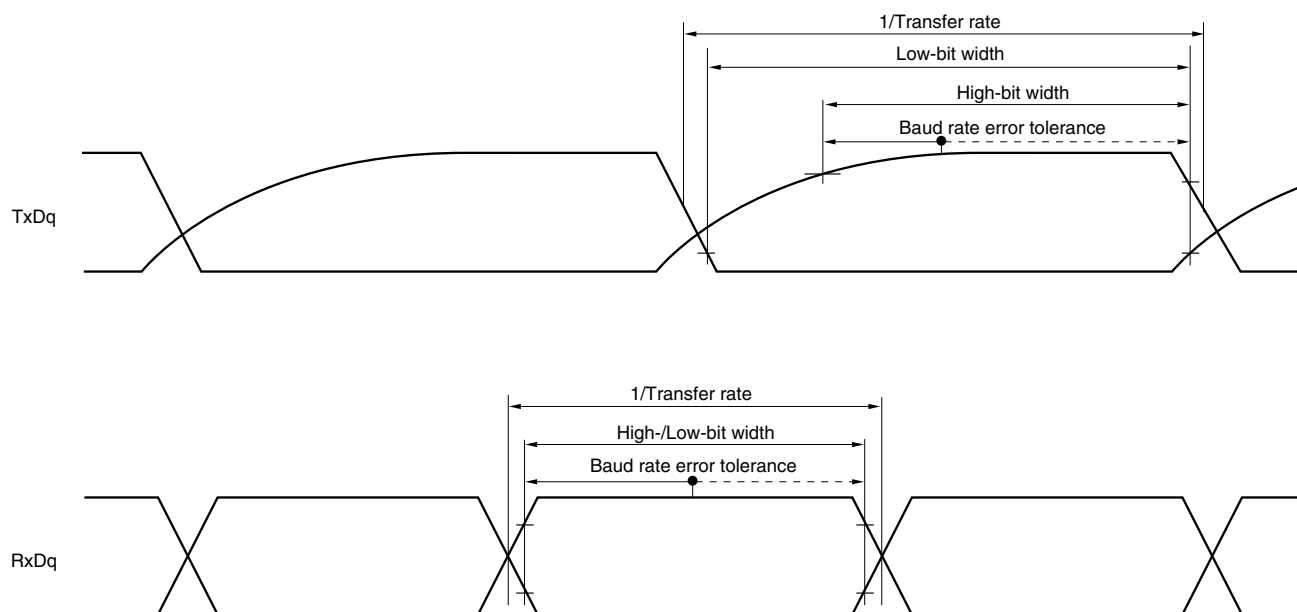 1/Transfer rate
Low-bit width
High-bit width
Baud rate error tolerance
TxDq
1/Transfer rate
High-/Low-bit width
Baud rate error tolerance
RxDq